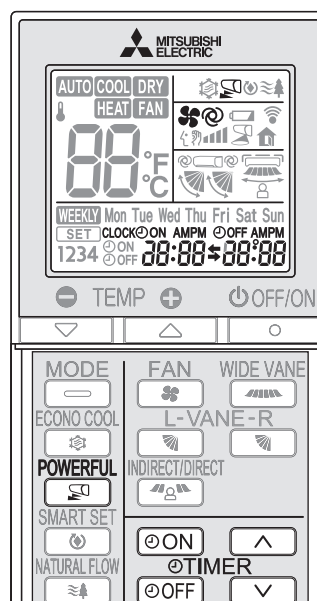 MITSUBISHI
ELECTRIC
AUTO COOL DRY
HEAT FAN
88°F
°C
WEEKLY Mon Tue Wed Thu Fri Sat Sun
SET CLOCK ON AMPM OFF AMPM
1234 ON
OFF 88:88 88:88
TEMP OFF/ON
MODE FAN WIDE VANE
ECONO COOL L-VANE-R
POWERFUL INDIRECT/DIRECT
SMART SET
ON
NATURAL FLOW TIMER
OFF